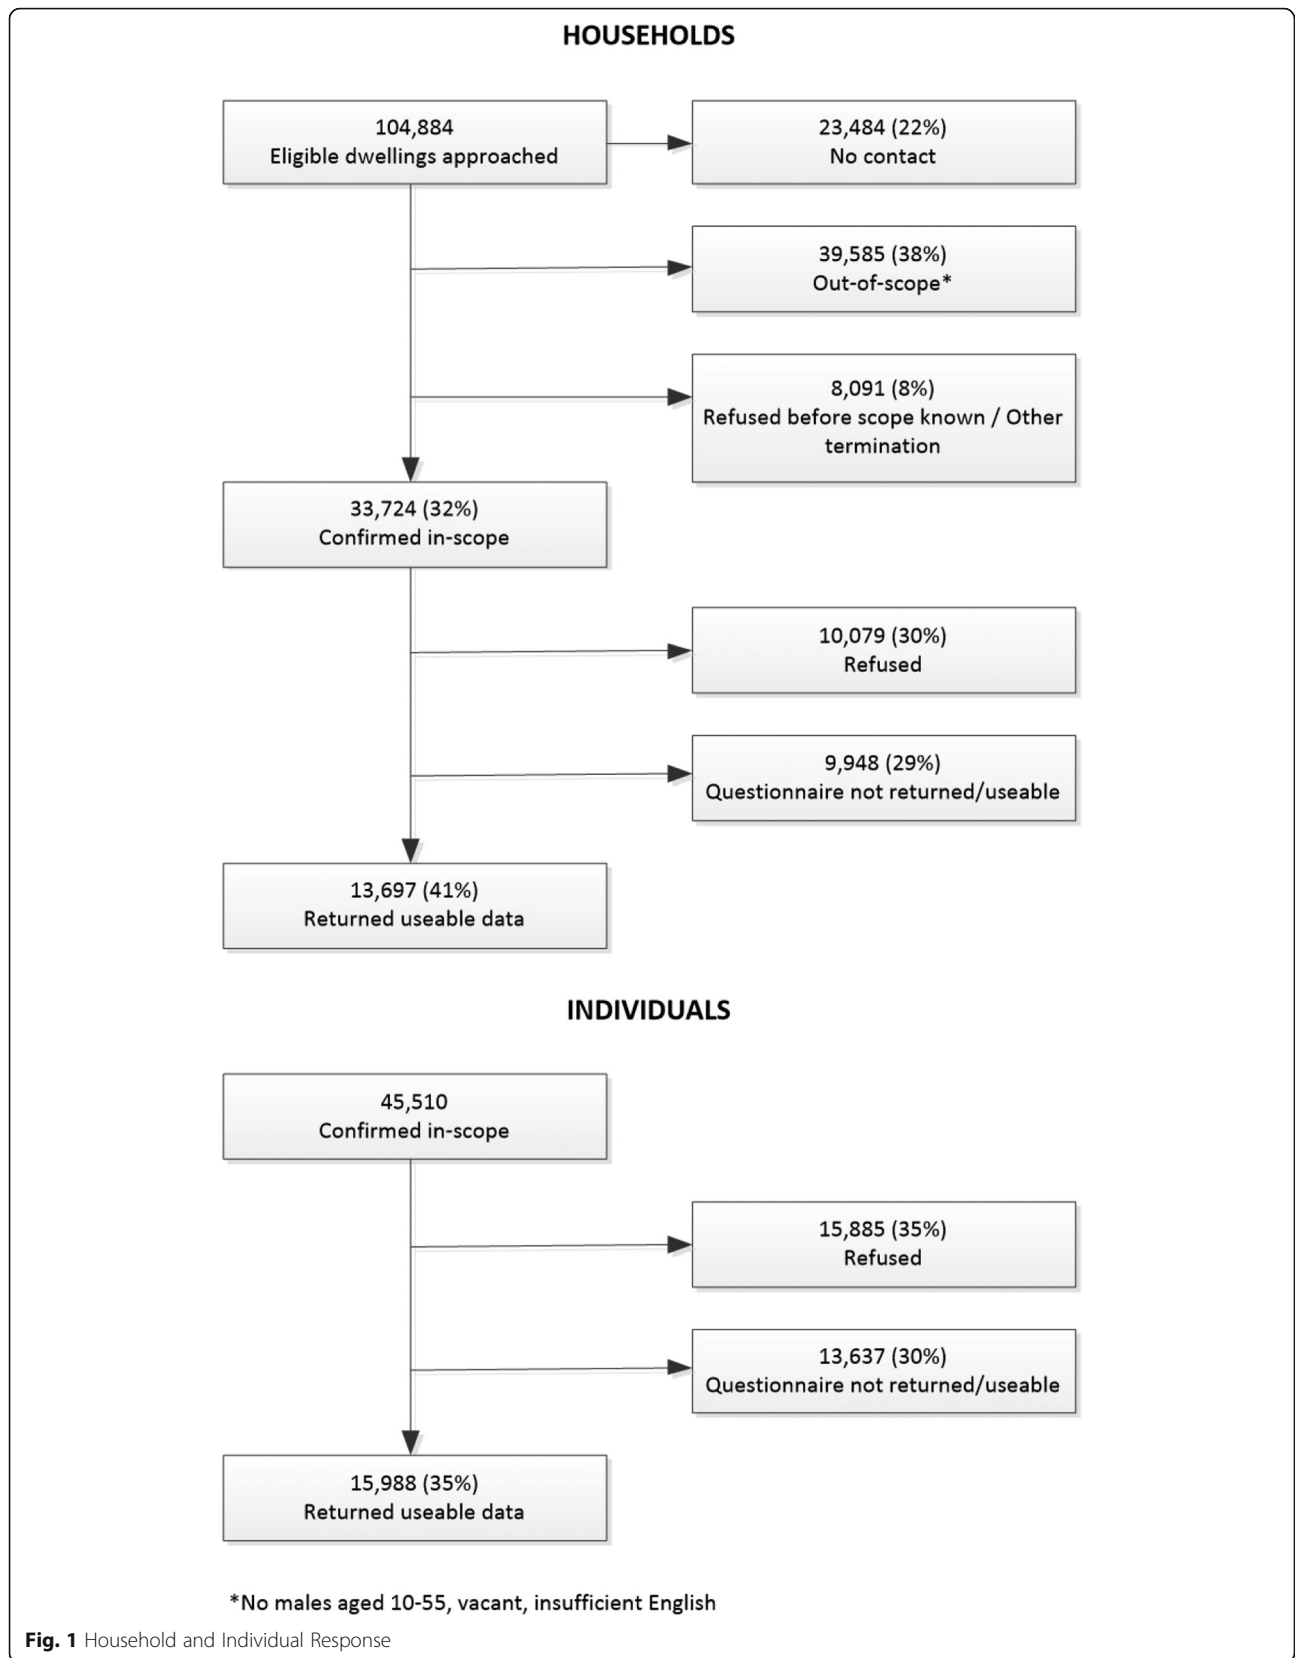 HOUSEHOLDS
104,884
Eligible dwellings approached
23,484 (22%)
No contact
39,585 (38%)
Out-of-scope*
8,091 (8%)
Refused before scope known / Other
termination
33,724 (32%)
Confirmed in-scope
10,079 (30%)
Refused
9,948 (29%)
Questionnaire not returned/useable
13,697 (41%)
Returned useable data
INDIVIDUALS
45,510
Confirmed in-scope
15,885 (35%)
Refused
13,637 (30%)
Questionnaire not returned/useable
15,988 (35%)
Returned useable data
*No males aged 10-55, vacant, insufficient English
Fig. 1 Household and Individual Response